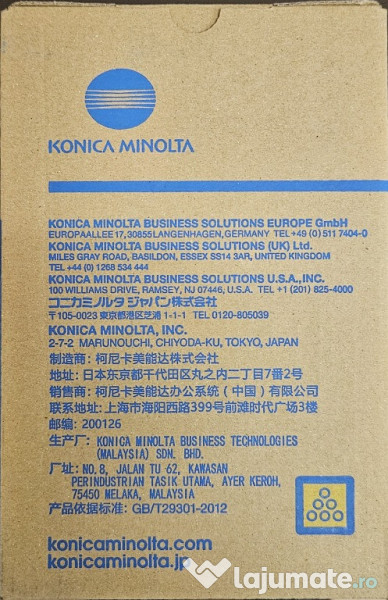 KONICA MINOLTA
KONICA MINOLTA BUSINESS SOLUTIONS EUROPE GmbH
EUROPAALLEE 17, 30855 LANGENHAGEN, GERMANY TEL +49 (0) 511 7404-0
KONICA MINOLTA BUSINESS SOLUTIONS (UK) Ltd.
MILES GRAY ROAD, BASILDON, ESSEX SS14 3AR, UNITED KINGDOM
TEL +44 (0) 1268 534 444
KONICA MINOLTA BUSINESS SOLUTIONS U.S.A., INC.
100 WILLIAMS DRIVE, RAMSEY, NJ 07446, U.S.A. TEL +1 (201) 825-4000
コニカミノルタ ジャパン株式会社
〒105-0023 東京都港区芝浦 1-1-1 TEL 0120-805039
KONICA MINOLTA, INC.
2-7-2 MARUNOUCHI, CHIYODA-KU, TOKYO, JAPAN
制造商: 柯尼卡美能达株式会社
地址: 日本东京都千代田区丸之内二丁目7番2号
销售商: 柯尼卡美能达办公系统（中国）有限公司
联系地址: 上海市海阳西路399号前滩时代广场3楼
邮编: 200126
生产厂: KONICA MINOLTA BUSINESS TECHNOLOGIES
(MALAYSIA) SDN. BHD.
厂址: NO.8, JALAN TU 62, KAWASAN
PERINDUSTRIAN TASIK UTAMA, AYER KEROH,
75450 MELAKA, MALAYSIA
产品依据标准: GB/T29301-2012
konicaminolta.com
konicaminolta.jp
lajumate.ro